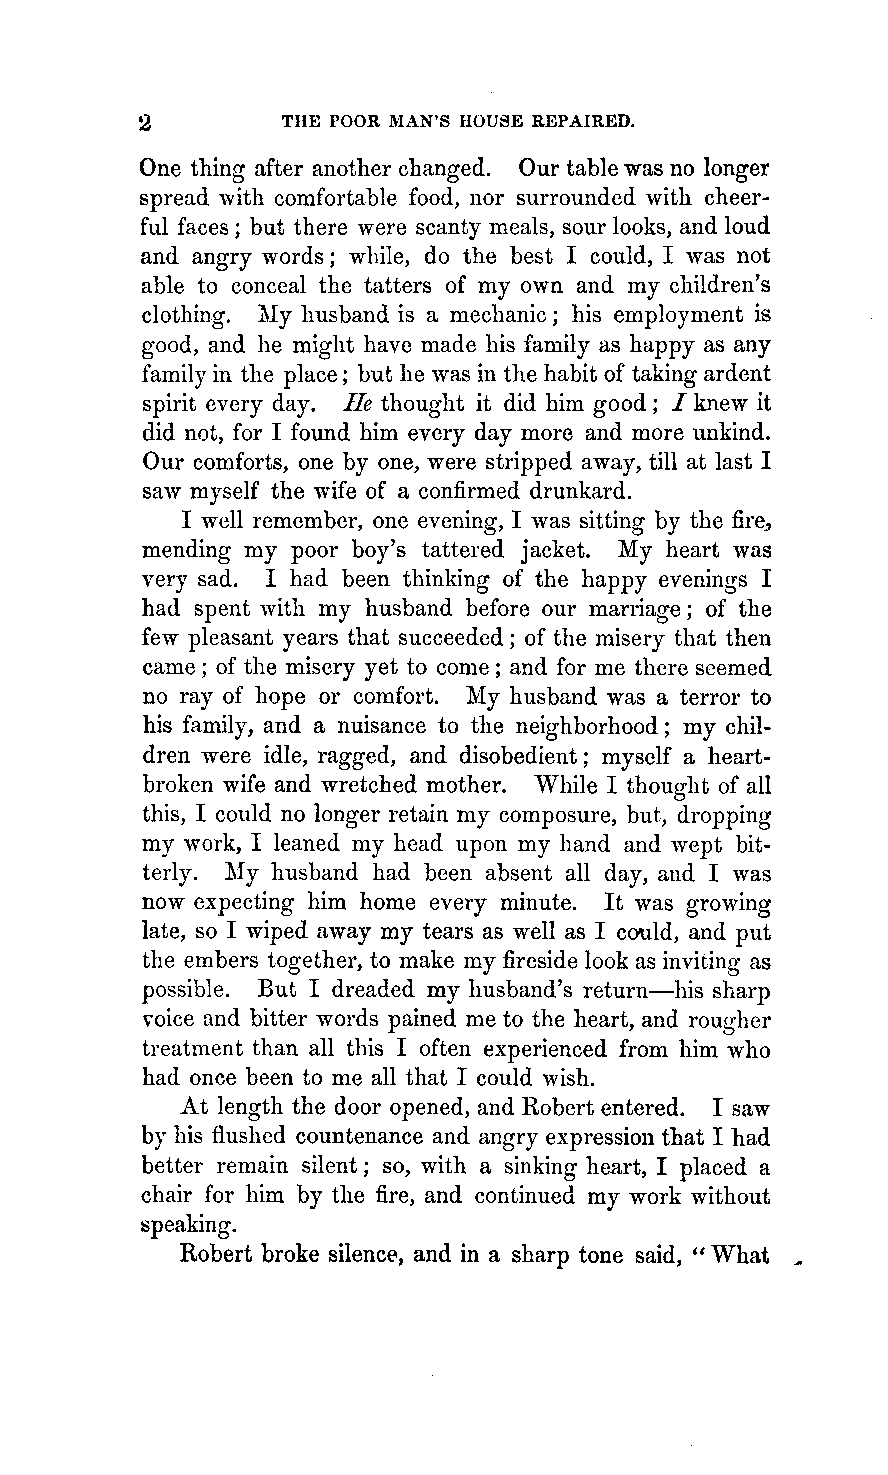 2 THE POOR MAN'S HOUSE REPAIRED.
One thing after another changed. Our table was no longer
spread with comfortable food, nor surrounded with cheer-
ful faces; but there were scanty meals, sour looks, and loud
and angry words; while, do the best I could, I was not
able to conceal the tatters of my own and my children's
clothing. My husband is a mechanic; his employment is
good, and he might have made his family as happy as any
family in the place; but he was in the habit of taking ardent
spirit every day. He thought it did him good; I knew it
did not, for I found him every day more and more unkind.
Our comforts, one by one, were stripped away, till at last I
saw myself the wife of a confirmed drunkard.
I well remember, one evening, I was sitting by the fire,
mending my poor boy's tattered jacket. My heart was
very sad. I had been thinking of the happy evenings I
had spent with my husband before our marriage; of the
few pleasant years that succeeded; of the misery that then
came; of the misery yet to come; and for me there seemed
no ray of hope or comfort. My husband was a terror to
his family, and a nuisance to the neighborhood; my chil-
dren were idle, ragged, and disobedient; myself a heart-
broken wife and wretched mother. While I thought of all
this, I could no longer retain my composure, but, dropping
my work, I leaned my head upon my hand and wept bit-
terly. My husband had been absent all day, and I was
now expecting him home every minute. It was growing
late, so I wiped away my tears as well as I could, and put
the embers together, to make my fireside look as inviting as
possible. But I dreaded my husband's return—his sharp
voice and bitter words pained me to the heart, and rougher
treatment than all this I often experienced from him who
had once been to me all that I could wish.
At length the door opened, and Robert entered. I saw
by his flushed countenance and angry expression that I had
better remain silent; so, with a sinking heart, I placed a
chair for him by the fire, and continued my work without
speaking.
Robert broke silence, and in a sharp tone said, "What